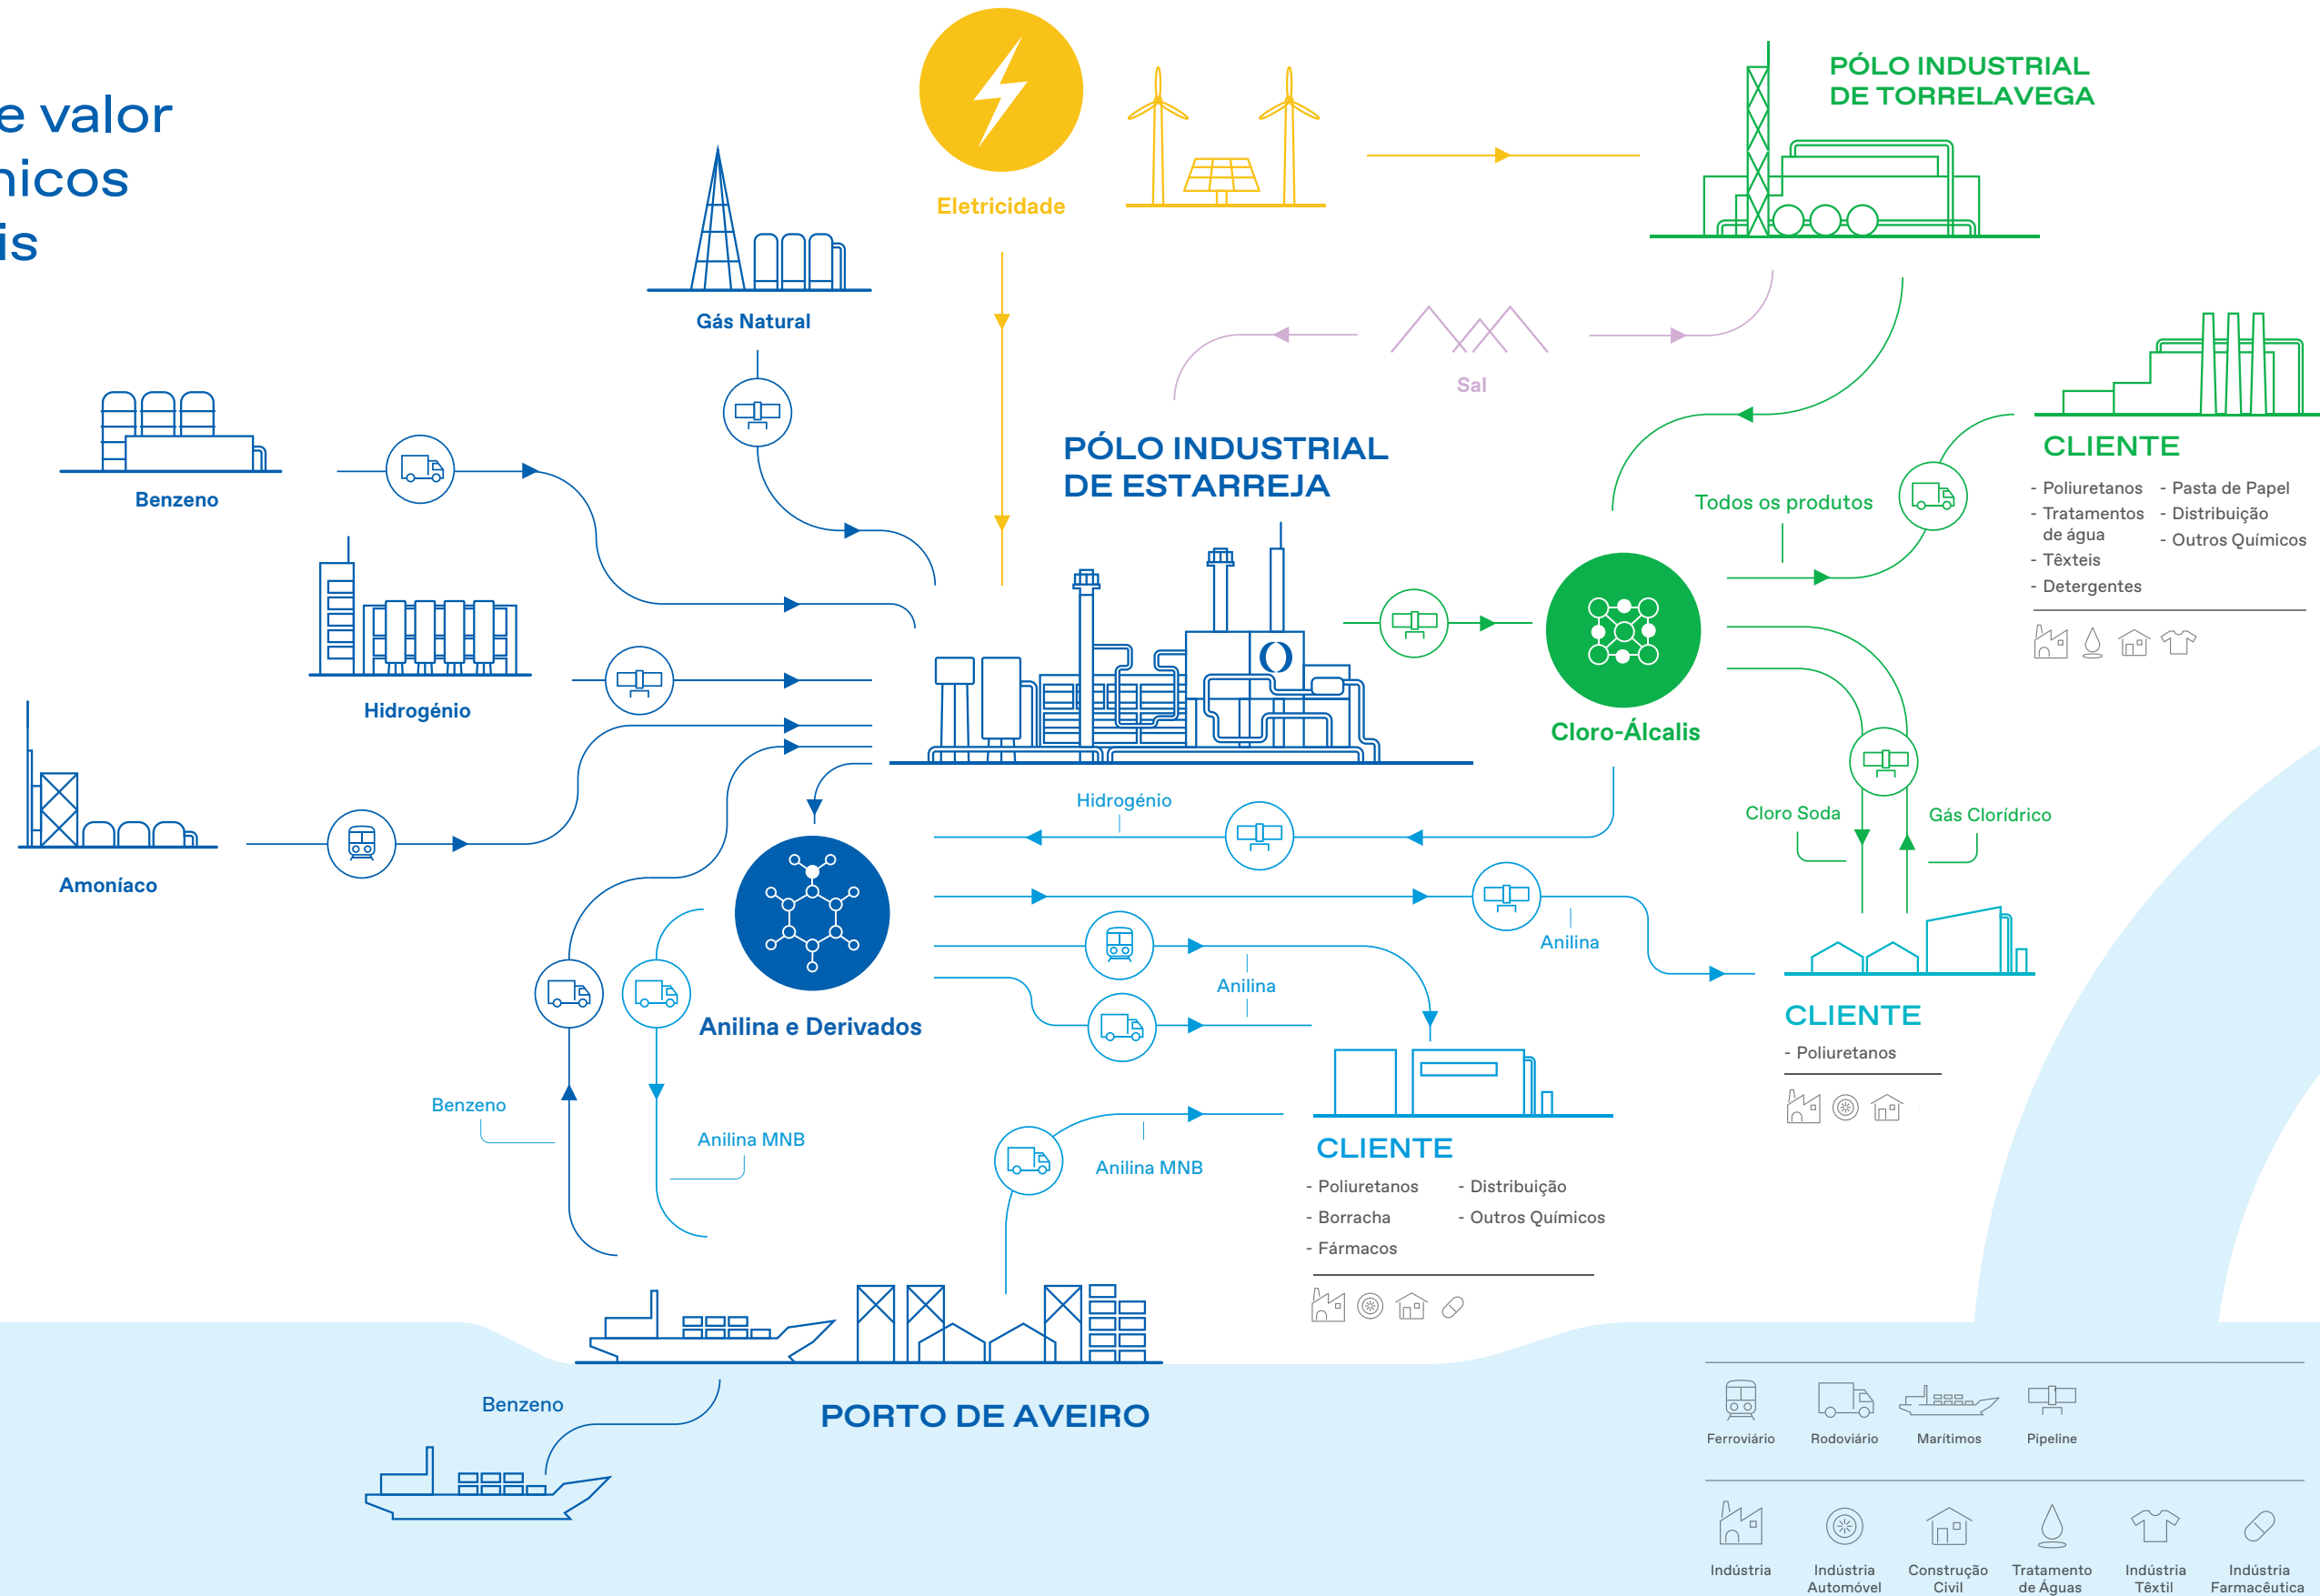 e valor
nicos
is
Eletricidade
PÓLO INDUSTRIAL
DE TORRELAVEGA
Gás Natural
Sal
Benzeno
PÓLO INDUSTRIAL
DE ESTARREJA
CLIENTE
- Poliuretanos
- Tratamentos
de água
- Têxteis
- Detergentes
- Pasta de Papel
- Distribuição
- Outros Químicos
Todos os produtos
Hidrogénio
Cloro-Álcalis
Hidrogénio
Cloro Soda
Gás Clorídrico
Amoníaco
Anilina
Anilina
Anilina e Derivados
CLIENTE
- Poliuretanos
Benzeno
Anilina MNB
Anilina MNB
CLIENTE
- Poliuretanos
- Borracha
- Fármacos
- Distribuição
- Outros Químicos
Benzeno
PORTO DE AVEIRO
Ferroviário
Rodoviário
Marítimos
Pipeline
Indústria
Indústria
Automóvel
Construção
Civil
Tratamento
de Águas
Indústria
Têxtil
Indústria
Farmacêutica